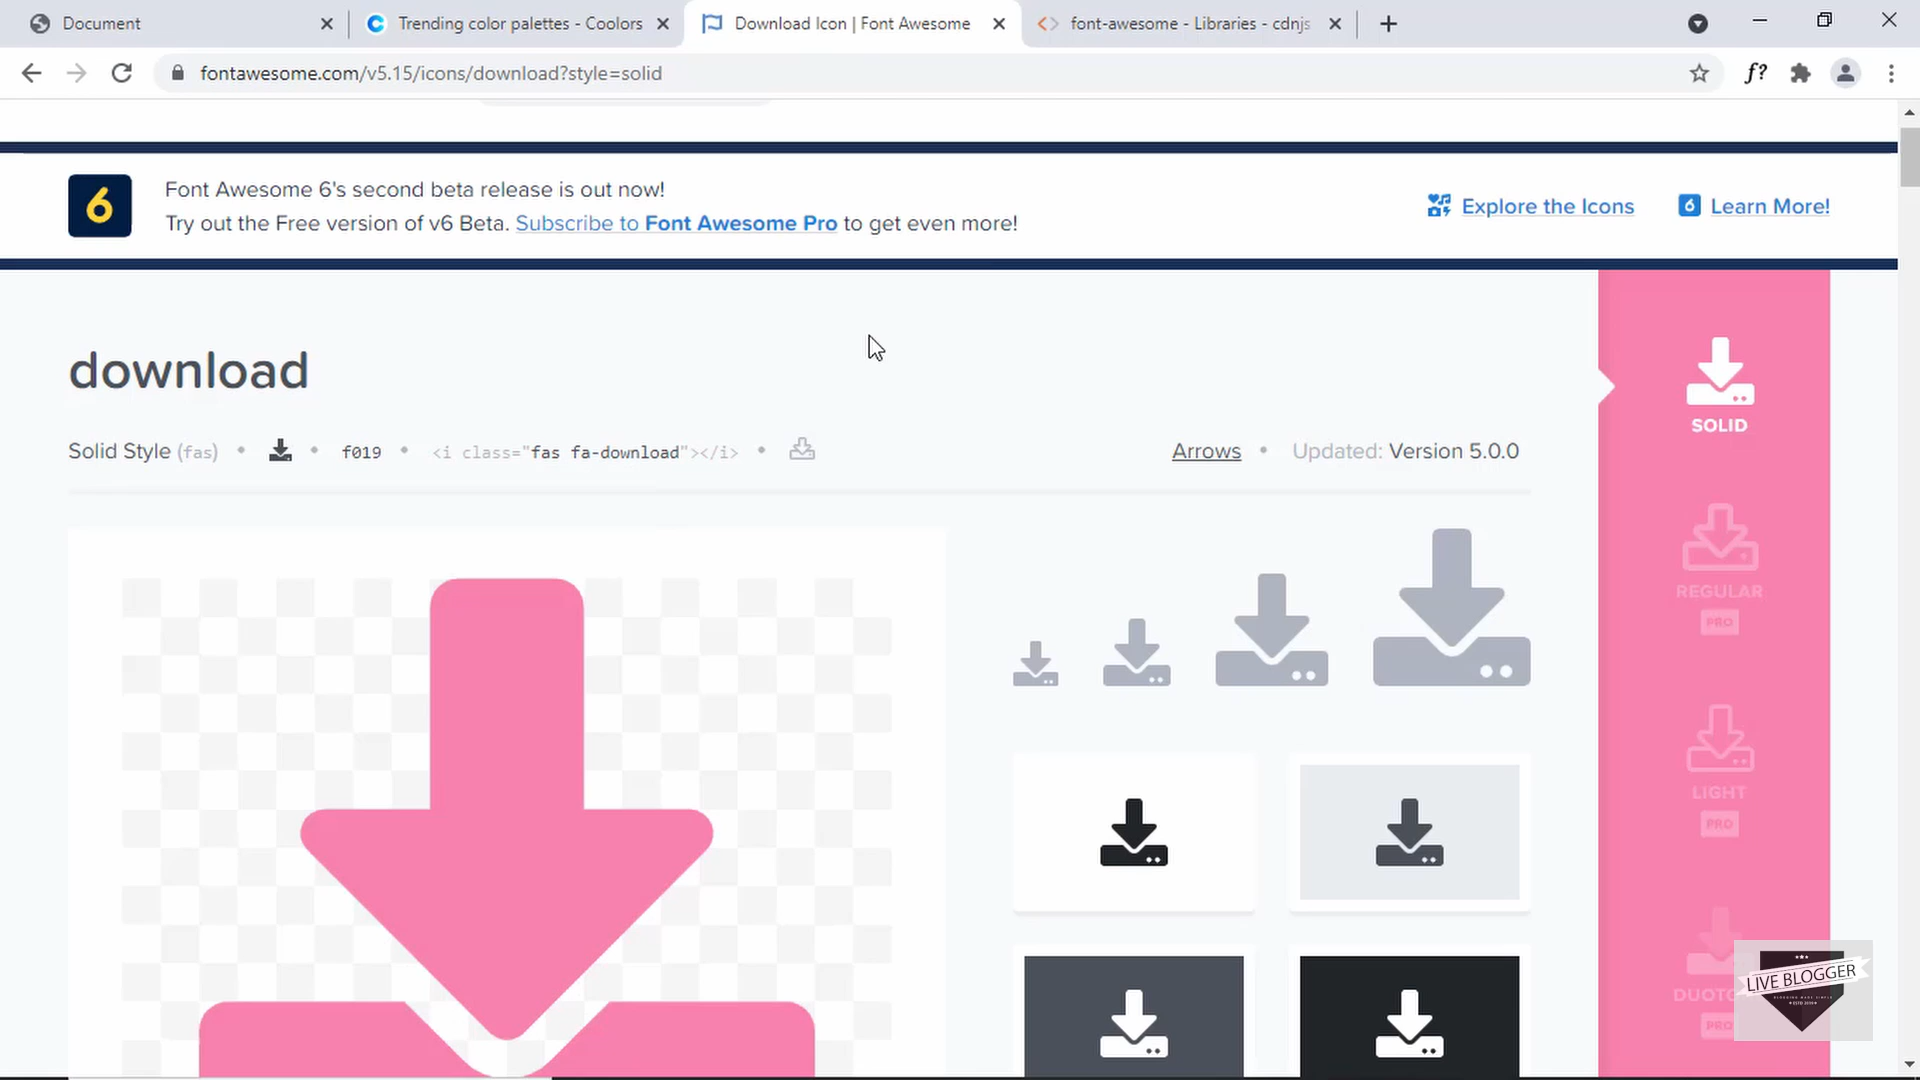 Document
Trending color palettes - Coolors
Download Icon | Font Awesome
font-awesome - Libraries - cdnjs
fontawesome.com/v5.15/icons/download?style=solid
f?
6
Font Awesome 6's second beta release is out now!
Try out the Free version of v6 Beta. Subscribe to Font Awesome Pro to get even more!
Explore the Icons
6
Learn More!
download
Solid Style (fas) • • f019 • <i class="fas fa-download"></i> •
Arrows • Updated: Version 5.0.0
SOLID
REGULAR
PRO
LIGHT
PRO
PRO
LIVE BLOGGER